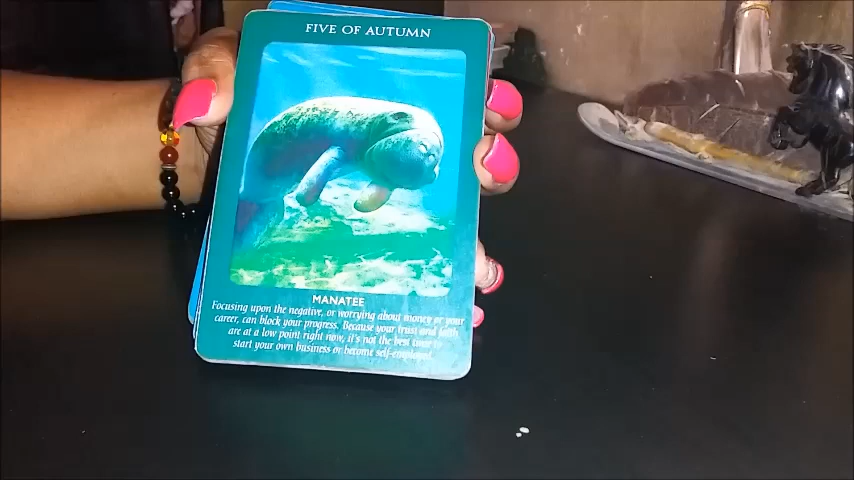 FIVE OF AUTUMN
MANATEE
Focusing upon the negative, or worrying about money or your
career, can block your progress. Because your trust and faith
are at a low point right now, it's not the best time to
start your own business or become self-employed.